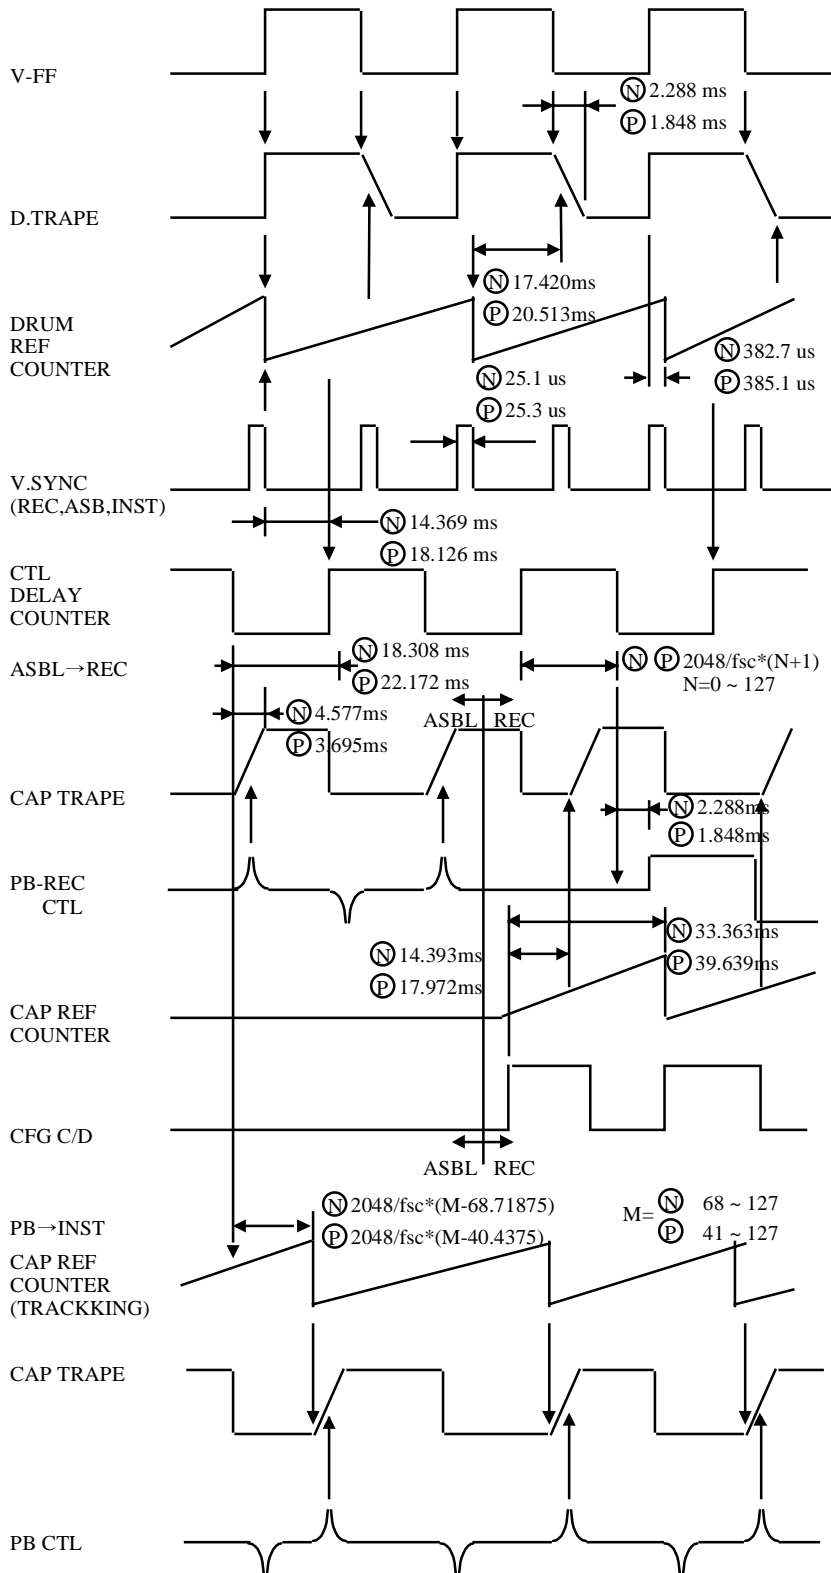 V-FF
Ⓝ 2.288 ms
Ⓟ 1.848 ms
D.TRAPE
Ⓝ 17.420ms
Ⓟ 20.513ms
DRUM
REF
COUNTER
Ⓝ 382.7 us
Ⓟ 385.1 us
Ⓝ 25.1 us
Ⓟ 25.3 us
V.SYNC
(REC,ASB,INST)
Ⓝ 14.369 ms
Ⓟ 18.126 ms
CTL
DELAY
COUNTER
ASBL→REC
Ⓝ 18.308 ms
Ⓟ 22.172 ms
Ⓝ Ⓟ 2048/fsc*(N+1)
N=0 ~ 127
Ⓝ 4.577ms
Ⓟ 3.695ms
ASBL REC
CAP TRAPE
Ⓝ 2.288ms
Ⓟ 1.848ms
PB-REC
CTL
Ⓝ 33.363ms
Ⓟ 39.639ms
Ⓝ 14.393ms
Ⓟ 17.972ms
CAP REF
COUNTER
CFG C/D
ASBL REC
PB→INST
Ⓝ 2048/fsc*(M-68.71875)
Ⓟ 2048/fsc*(M-40.4375)
M= Ⓝ 68 ~ 127
Ⓟ 41 ~ 127
CAP REF
COUNTER
(TRACKKING)
CAP TRAPE
PB CTL